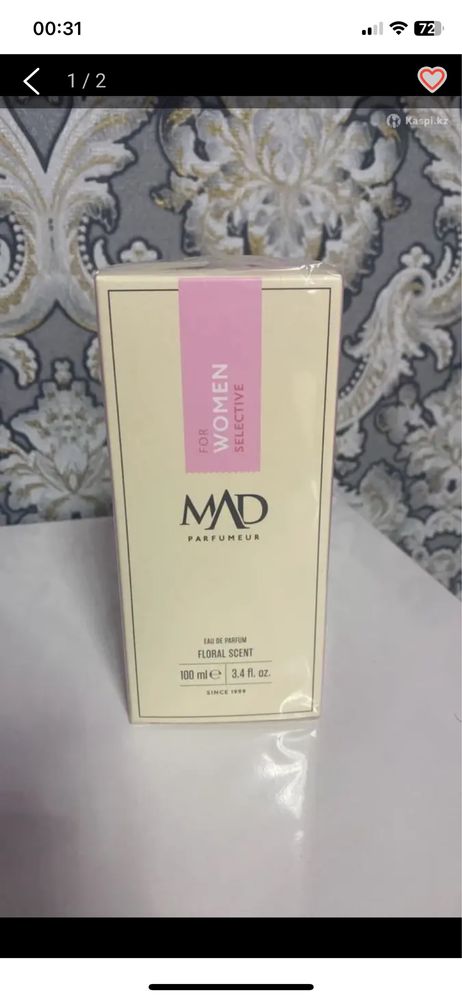 00:31
72
1 / 2
Kaspi.kz
FOR
WOMEN
SELECTIVE
MAD
PARFUMEUR
EAU DE PARFUM
FLORAL SCENT
100 ml ℮ 3.4 fl. oz.
SINCE 1989